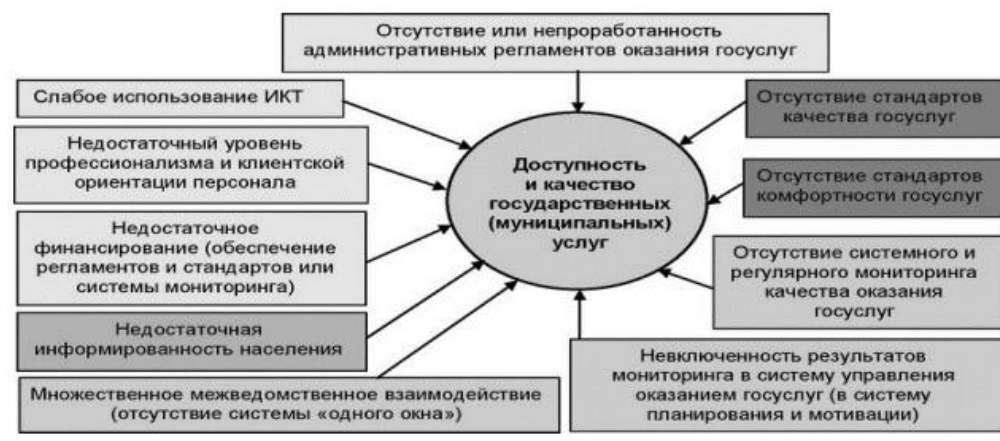 Отсутствие или непроработанность
административных регламентов оказания госуслуг
Слабое использование ИКТ
Недостаточный уровень
профессионализма и клиентской
ориентации персонала
Недостаточное
финансирование (обеспечение
регламентов и стандартов или
системы мониторинга)
Недостаточная
информированность населения
Множественное межведомственное взаимодействие
(отсутствие системы «одного окна»)
Доступность
и качество
государственных
(муниципальных)
услуг
Отсутствие стандартов
качества госуслуг
Отсутствие стандартов
комфортности госуслуг
Отсутствие системного и
регулярного мониторинга
качества оказания
госуслуг
Невключенность результатов
мониторинга в систему управления
оказанием госуслуг (в систему
планирования и мотивации)